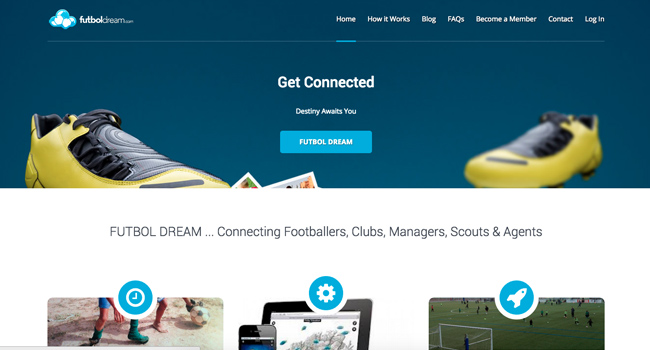 futboldream.com
Home How it Works Blog FAQs Become a Member Contact Log In
Get Connected
Destiny Awaits You
FUTBOL DREAM
FUTBOL DREAM ... Connecting Footballers, Clubs, Managers, Scouts & Agents